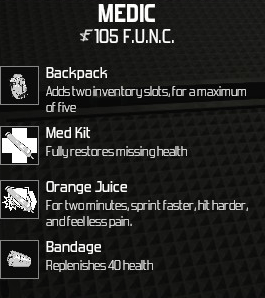 MEDIC
£105 F.U.N.C.
Backpack
Adds two inventory slots, for a maximum
of five
Med Kit
Fully restores missing health
Orange Juice
For two minutes, sprint faster, hit harder,
and feel less pain.
Bandage
Replenishes 40 health